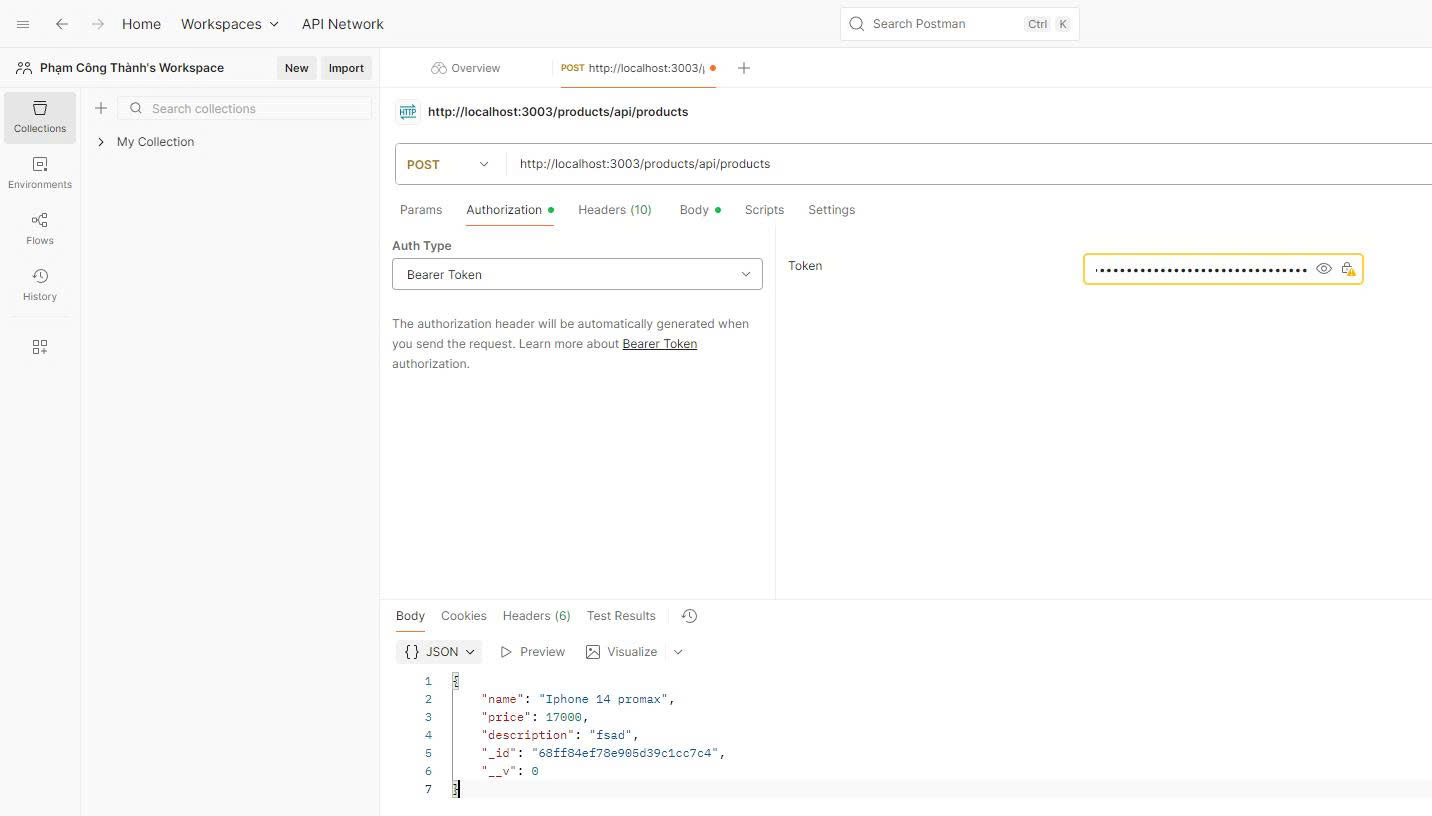 Home Workspaces API Network Search Postman Ctrl K
Phạm Công Thành's Workspace New Import
Overview POST http://localhost:3003/
Collections
Environments
Flows
History
Search collections
My Collection
HTTP http://localhost:3003/products/api/products
POST http://localhost:3003/products/api/products
Params Authorization Headers (10) Body Scripts Settings
Auth Type
Bearer Token
Token
The authorization header will be automatically generated when
you send the request. Learn more about Bearer Token
authorization.
Body Cookies Headers (6) Test Results
{} JSON Preview Visualize
1 {
2 "name": "Iphone 14 promax",
3 "price": 17000,
4 "description": "fsad",
5 "_id": "68ff84ef78e905d39c1cc7c4",
6 "__v": 0
7 }